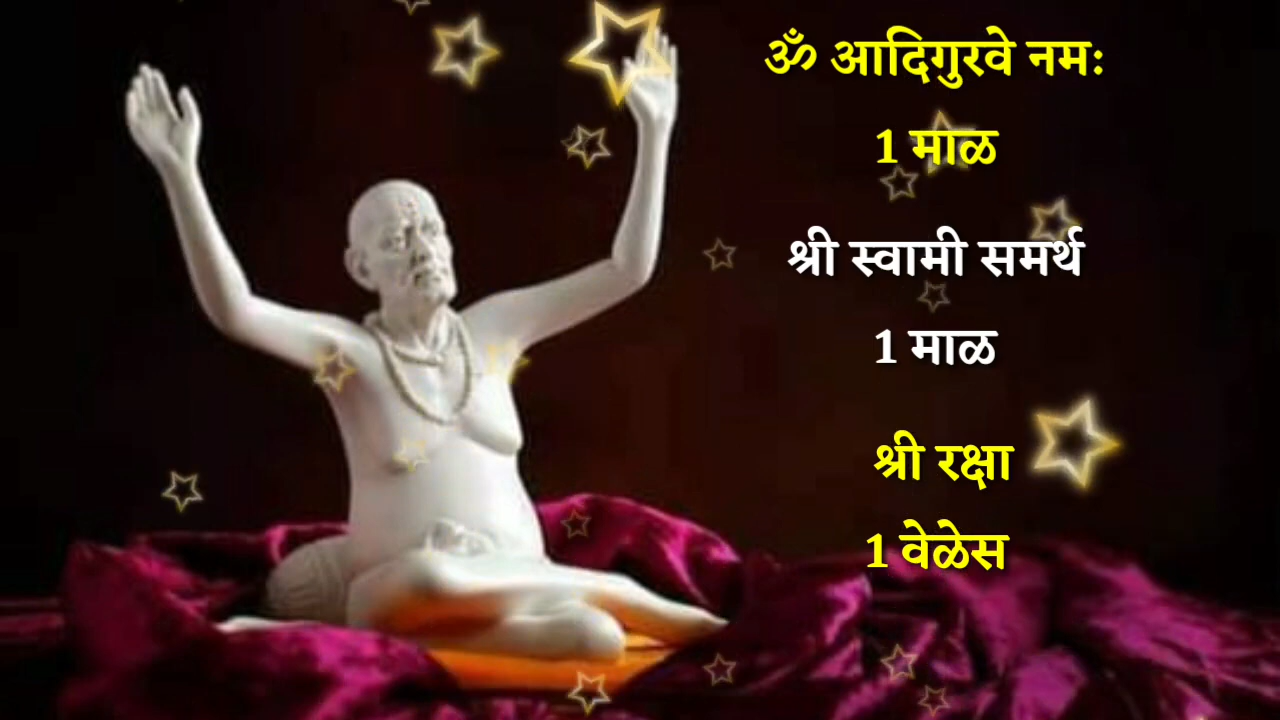 ॐ आदिगुरवे नमः
1 माळ
श्री स्वामी समर्थ
1 माळ
श्री रक्षा
1 वेळेस